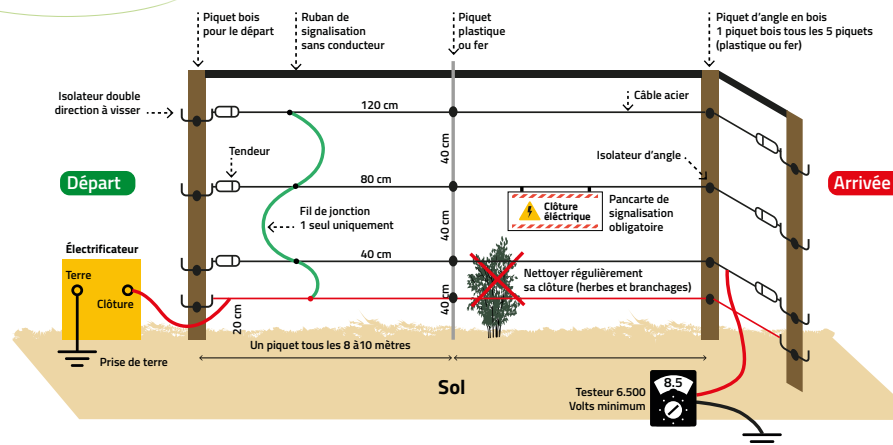 Piquet bois
pour le départ
Ruban de
signalisation
sans conducteur
Piquet
plastique
ou fer
Piquet d'angle en bois
1 piquet bois tous les 5 piquets
(plastique ou fer)
Isolateur double
direction à visser
120 cm
Câble acier
40 cm
Tendeur
Isolateur d'angle
Départ
80 cm
Arrivée
Clôture
éléctrique
Pancarte de
signalisation
obligatoire
Fil de jonction
1 seul uniquement
40 cm
Électrificateur
40 cm
Terre
Clôture
Nettoyer régulièrement
sa clôture (herbes et branchages)
40 cm
20 cm
Un piquet tous les 8 à10 mètres
Prise de terre
Sol
Testeur 6.500
Volts minimum
8.5